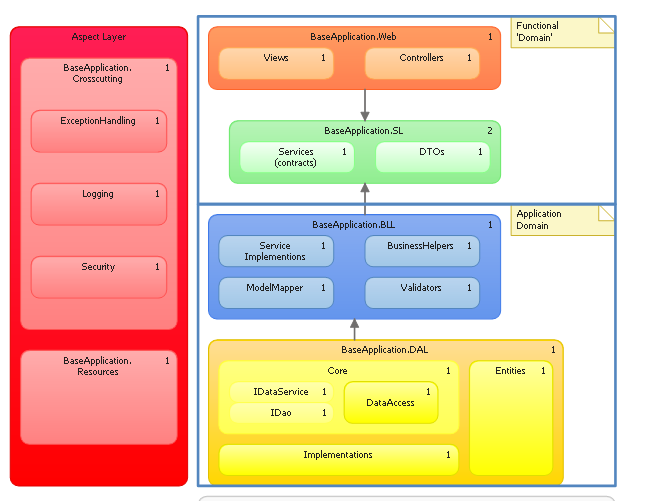 Aspect Layer
BaseApplication. 1
Crosscutting
ExceptionHandling 1
Logging 1
Security 1
BaseApplication. 1
Resources
Functional
'Domain'
BaseApplication.Web 1
Views 1
Controllers 1
BaseApplication.SL 2
Services 1
(contracts)
DTOs 1
Application
Domain
BaseApplication.BLL 1
Service 1
Implementions
BusinessHelpers 1
ModelMapper 1
Validators 1
BaseApplication.DAL 1
Core 1
IDataService 1
IDao 1
1
DataAccess
Entities 1
Implementations 1